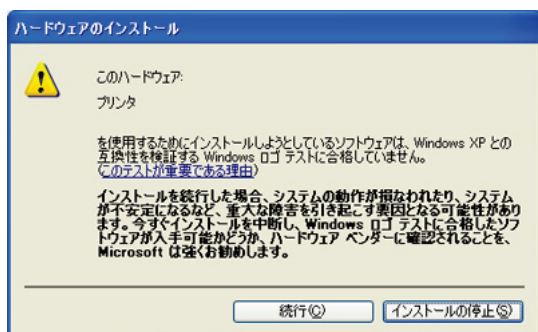 ハードウェアのインストール
このハードウェア:
プリンタ
を使用するためにインストールしようとしているソフトウェアは、Windows XP との
互換性を検証する Windows ロゴ テストに合格していません。
(このテストが重要である理由)
インストールを続行した場合、システムの動作が損なわれたり、システム
が不安定になるなど、重大な障害を引き起こす要因となる可能性があり
ます。今すぐインストールを中断し、Windows ロゴ テストに合格したソフ
トウェアが入手可能かどうか、ハードウェア ベンダーに確認されることを、
Microsoft は強くお勧めします。
続行(C) インストールの停止(S)